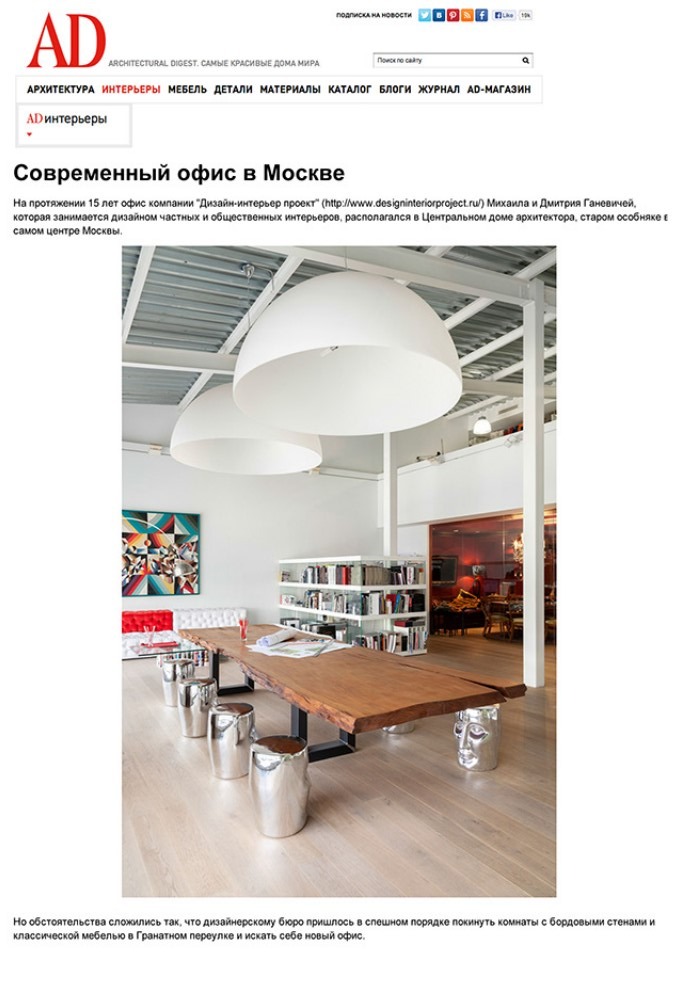 ПОДПИСКА НА НОВОСТИ
Like 19k
AD
ARCHITECTURAL DIGEST. САМЫЕ КРАСИВЫЕ ДОМА МИРА
Поиск по сайту
АРХИТЕКТУРА ИНТЕРЬЕРЫ МЕБЕЛЬ ДЕТАЛИ МАТЕРИАЛЫ КАТАЛОГ БЛОГИ ЖУРНАЛ AD-МАГАЗИН
AD интерьеры
Современный офис в Москве
На протяжении 15 лет офис компании "Дизайн-интерьер проект" (http://www.designinteriorproject.ru/) Михаила и Дмитрия Ганевичей,
которая занимается дизайном частных и общественных интерьеров, располагался в Центральном доме архитектора, старом особняке в
самом центре Москвы.
Но обстоятельства сложились так, что дизайнерскому бюро пришлось в спешном порядке покинуть комнаты с бордовыми стенами и
классической мебелью в Гранатном переулке и искать себе новый офис.